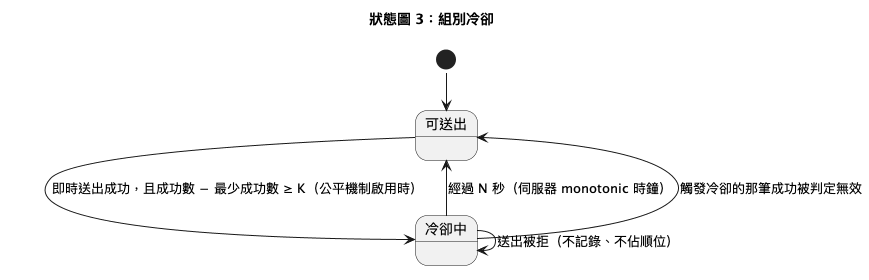 狀態圖 3：組別冷卻
可送出
即時送出成功，且成功數 − 最少成功數 ≥ K（公平機制啟用時）
經過 N 秒（伺服器 monotonic 時鐘）
觸發冷卻的那筆成功被判定無效
冷卻中
送出被拒（不記錄、不佔順位）